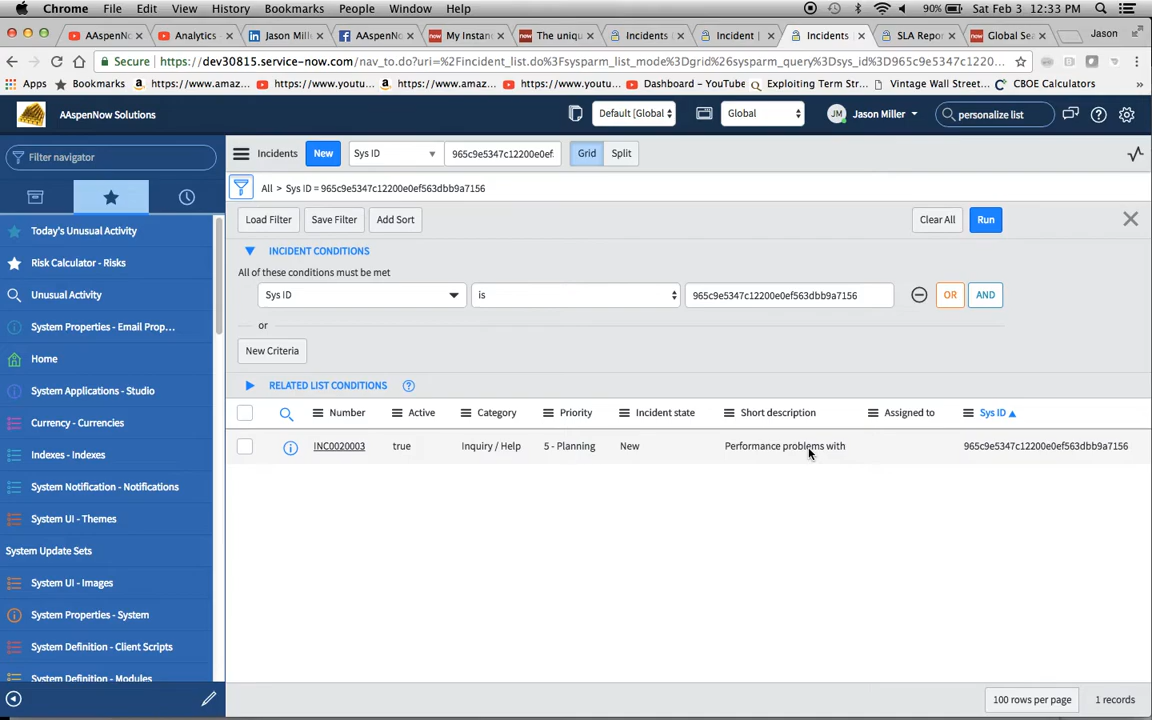 Chrome File Edit View History Bookmarks People Window Help 90% Sat Feb 3 12:33 PM
AAspenNo Analytics - Jason Mille AAspenN My Instanc The uniqu Incidents Incident | Incidents SLA Repor Global Sea Jason
Secure https://dev30815.service-now.com/nav_to.do?uri=%2Fincident_list.do%3Fsysparm_list_mode%3Dgrid%26sysparm_query%3Dsys_id%3D965c9e5347c1220...
Apps Bookmarks https://www.amaz... https://www.youtu... https://www.amaz... https://www.youtu... Dashboard - YouTube Exploiting Term Str... Vintage Wall Street... CBOE Calculators »
AAspenNow Solutions Default [Global Global JM Jason Miller personalize list
Filter navigator
Incidents New Sys ID 965c9e5347c12200e0ef Grid Split
All > Sys ID = 965c9e5347c12200e0ef563dbb9a7156
Load Filter Save Filter Add Sort Clear All Run
INCIDENT CONDITIONS
All of these conditions must be met
Sys ID is 965c9e5347c12200e0ef563dbb9a7156 OR AND
or
New Criteria
RELATED LIST CONDITIONS
Number Active Category Priority Incident state Short description Assigned to Sys ID
INC0020003 true Inquiry / Help 5 - Planning New Performance problems with 965c9e5347c12200e0ef563dbb9a7156
Today's Unusual Activity
Risk Calculator - Risks
Unusual Activity
System Properties - Email Prop...
Home
System Applications - Studio
Currency - Currencies
Indexes - Indexes
System Notification - Notifications
System UI - Themes
System Update Sets
System UI - Images
System Properties - System
System Definition - Client Scripts
System Definition - Modules
100 rows per page 1 records